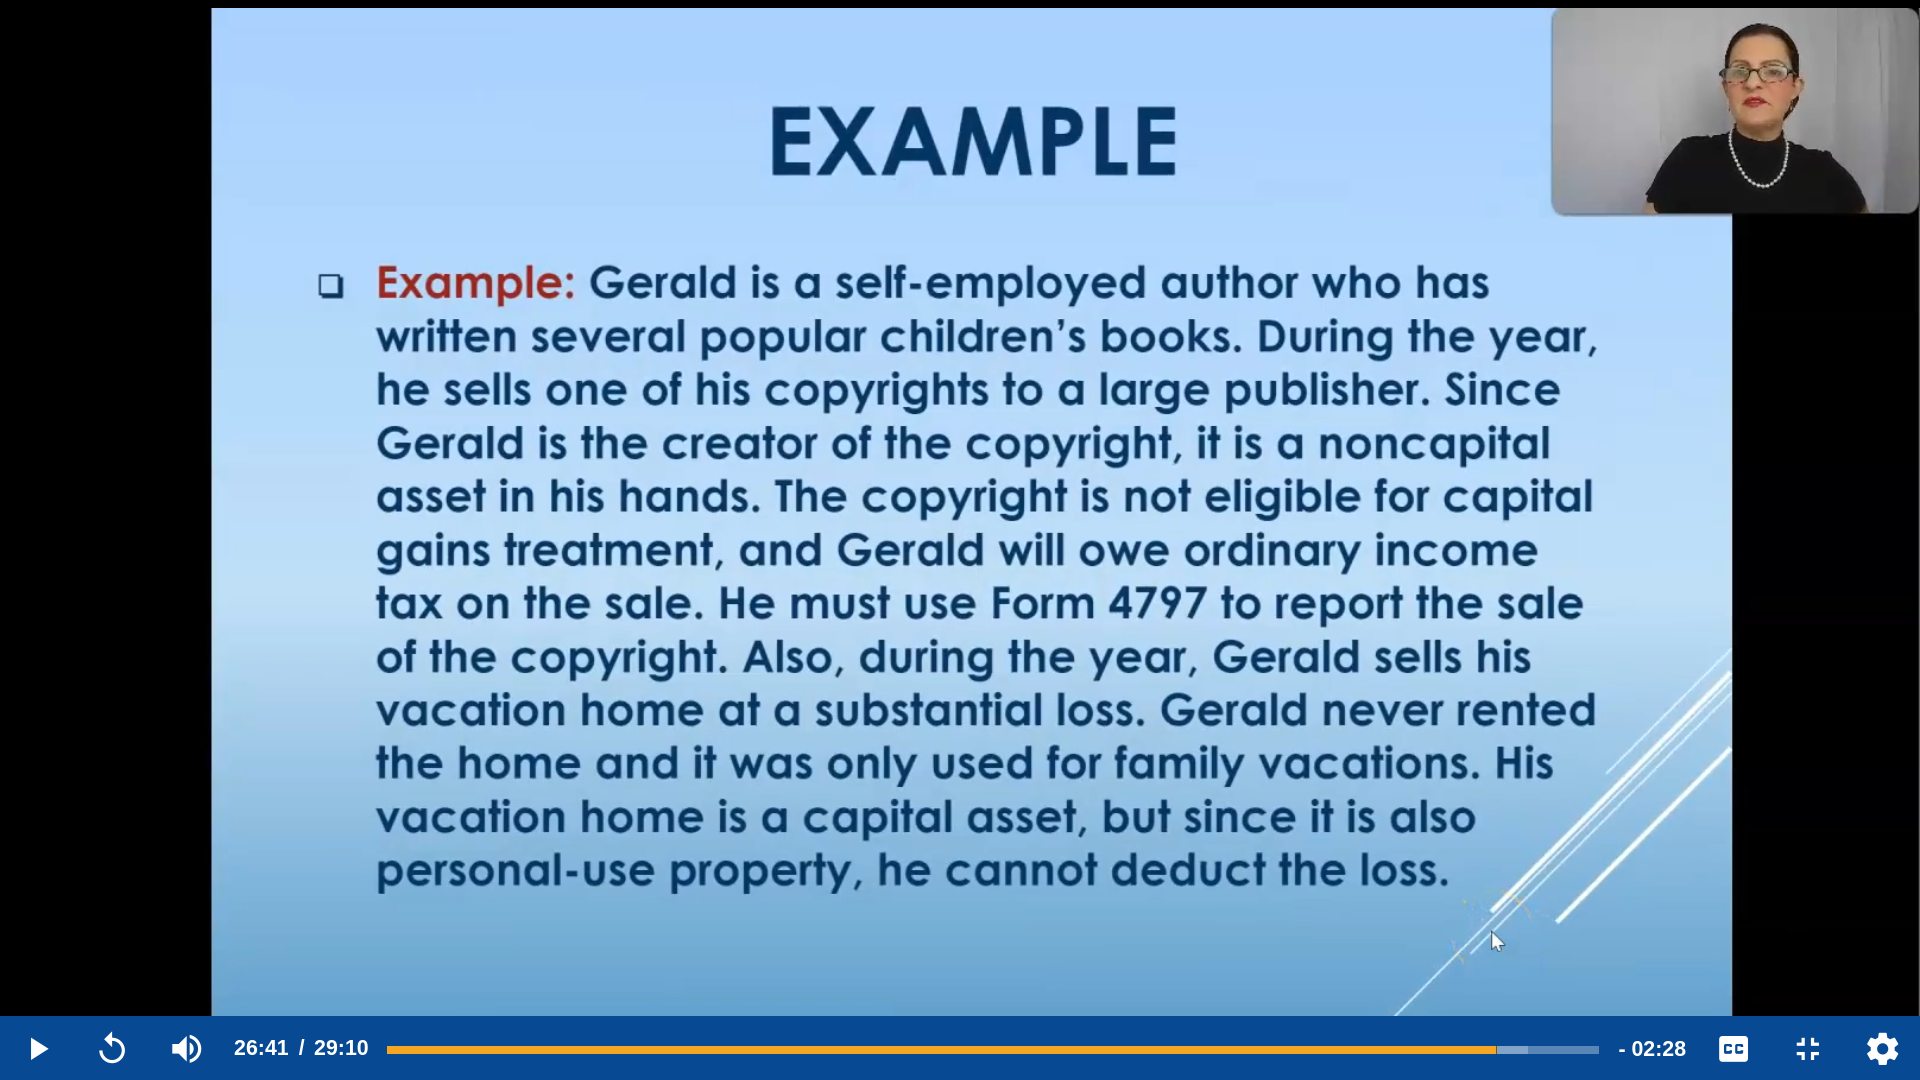 EXAMPLE
❑ Example: Gerald is a self-employed author who has
written several popular children’s books. During the year,
he sells one of his copyrights to a large publisher. Since
Gerald is the creator of the copyright, it is a noncapital
asset in his hands. The copyright is not eligible for capital
gains treatment, and Gerald will owe ordinary income
tax on the sale. He must use Form 4797 to report the sale
of the copyright. Also, during the year, Gerald sells his
vacation home at a substantial loss. Gerald never rented
the home and it was only used for family vacations. His
vacation home is a capital asset, but since it is also
personal-use property, he cannot deduct the loss.
26:41 / 29:10 - 02:28 CC